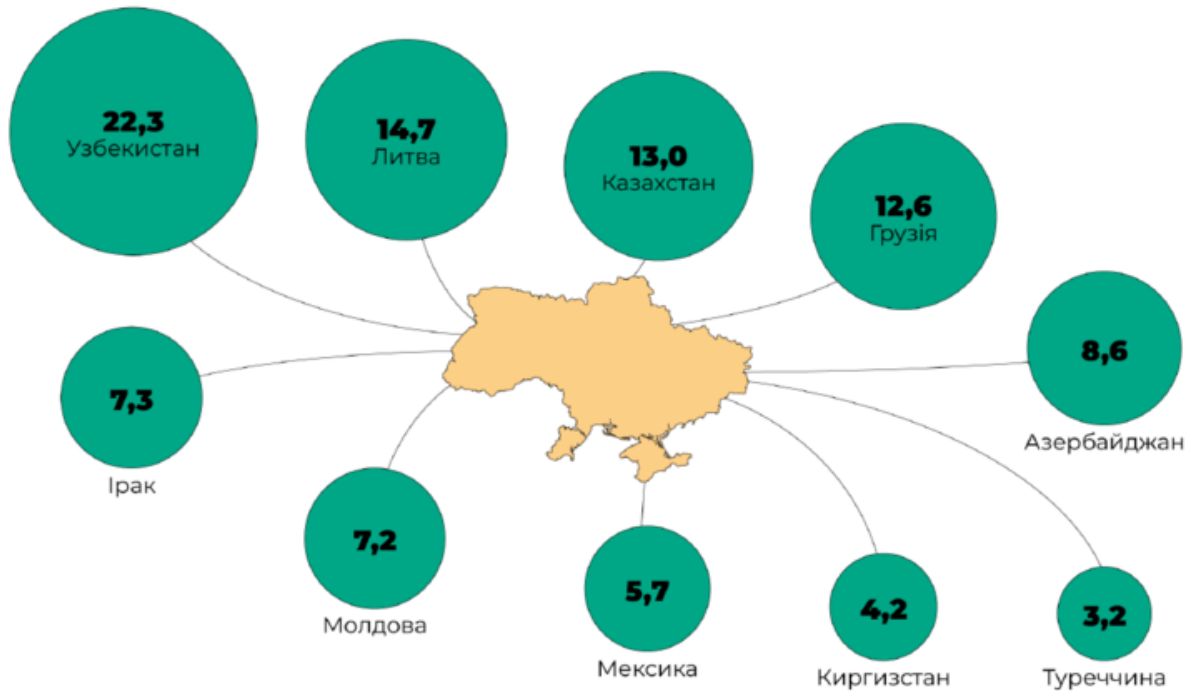 22,3
Узбекистан
14,7
Литва
13,0
Казахстан
12,6
Грузія
8,6
Азербайджан
7,3
Ірак
7,2
Молдова
5,7
Мексика
4,2
Киргизстан
3,2
Туреччина